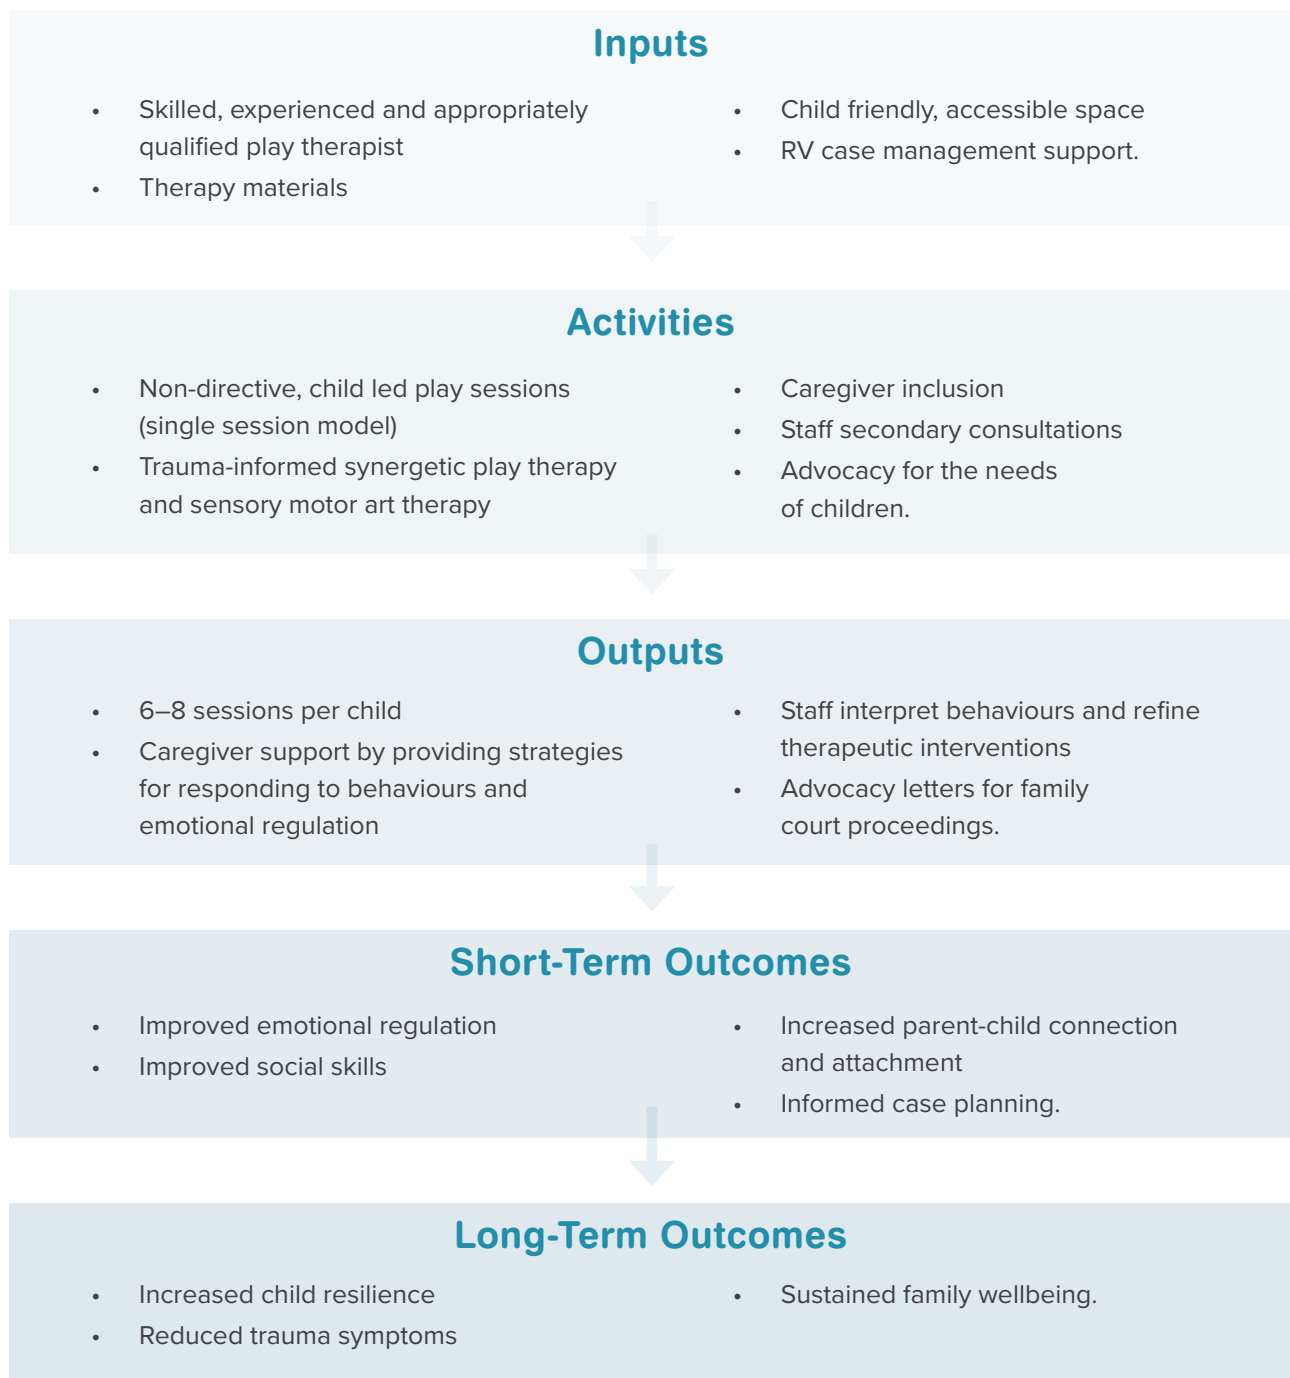 Inputs
• Skilled, experienced and appropriately
qualified play therapist
• Therapy materials
• Child friendly, accessible space
• RV case management support.
Activities
• Non-directive, child led play sessions
(single session model)
• Trauma-informed synergetic play therapy
and sensory motor art therapy
• Caregiver inclusion
• Staff secondary consultations
• Advocacy for the needs
of children.
Outputs
• 6–8 sessions per child
• Caregiver support by providing strategies
for responding to behaviours and
emotional regulation
• Staff interpret behaviours and refine
therapeutic interventions
• Advocacy letters for family
court proceedings.
Short-Term Outcomes
• Improved emotional regulation
• Improved social skills
• Increased parent-child connection
and attachment
• Informed case planning.
Long-Term Outcomes
• Increased child resilience
• Reduced trauma symptoms
• Sustained family wellbeing.